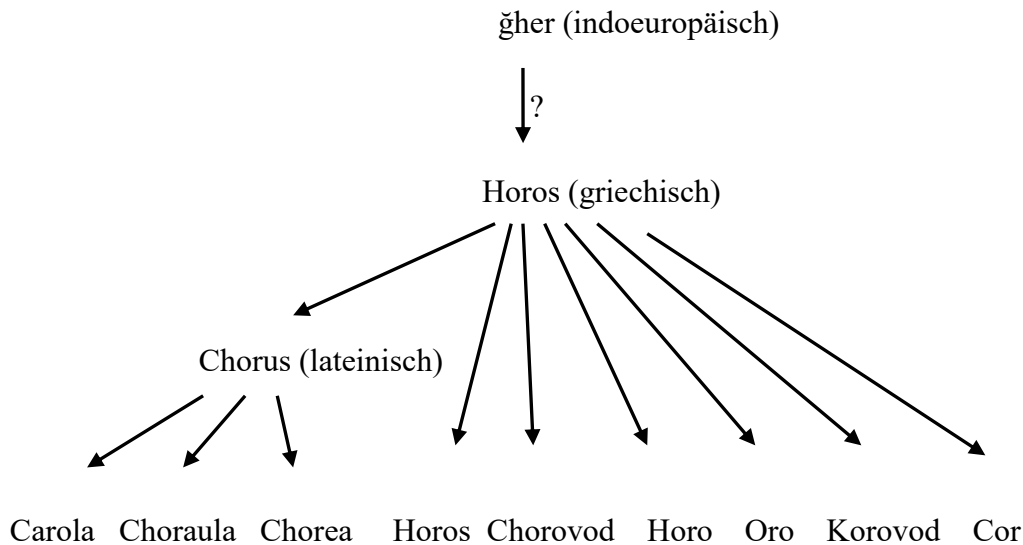 ğher (indoeuropäisch)
?
Horos (griechisch)
Chorus (lateinisch)
Carola Choraula Chorea Horos Chorovod Horo Oro Korovod Cor